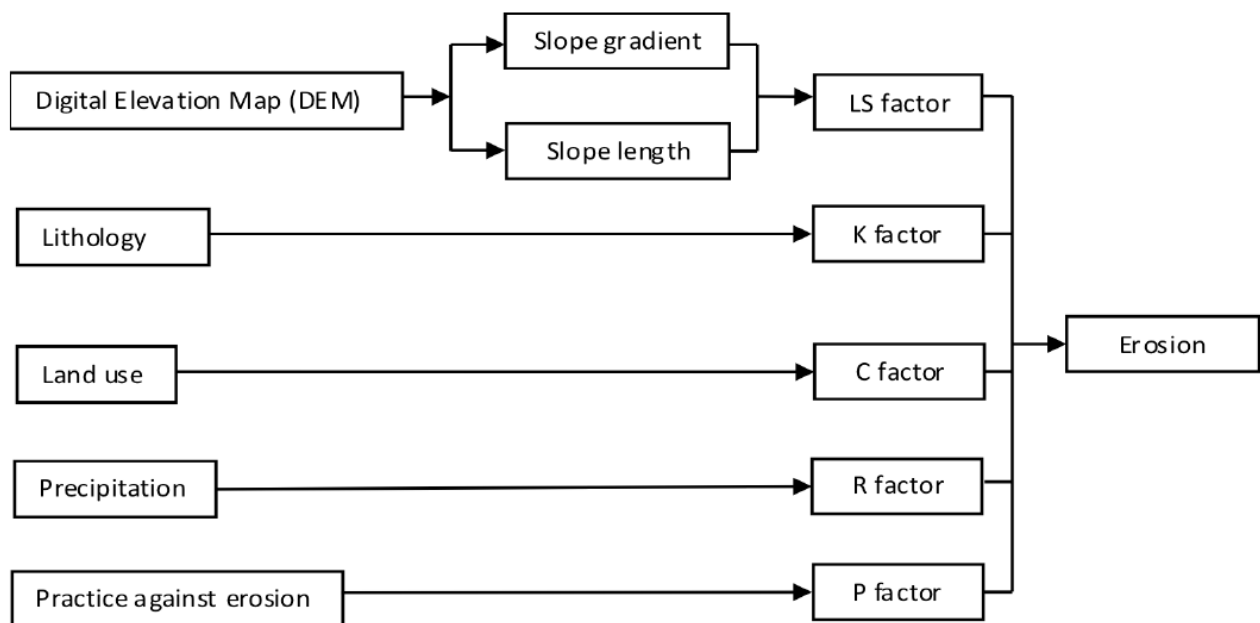 Slope gradient
Digital Elevation Map (DEM)
LS factor
Slope length
Lithology
K factor
Erosion
Land use
C factor
Precipitation
R factor
Practice against erosion
P factor